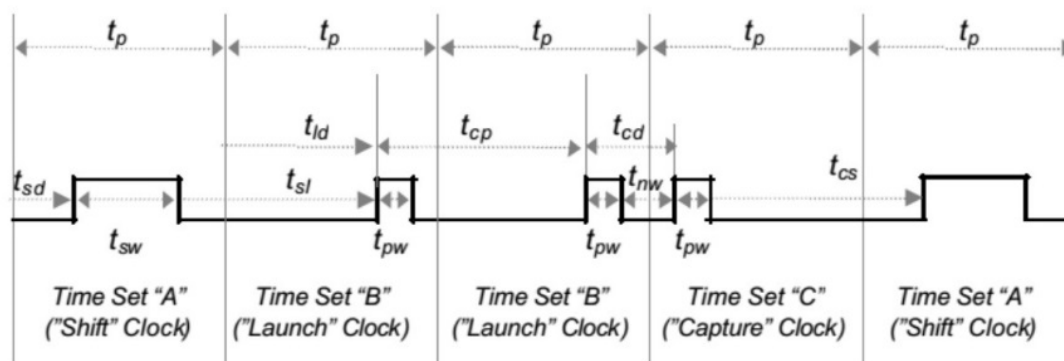 tp tp tp tp tp
tld tcp tcd
tsd tsl tnw tcs
tsw tpw tpw tpw
Time Set "A" Time Set "B" Time Set "B" Time Set "C" Time Set "A"
("Shift" Clock) ("Launch" Clock) ("Launch" Clock) ("Capture" Clock) ("Shift" Clock)